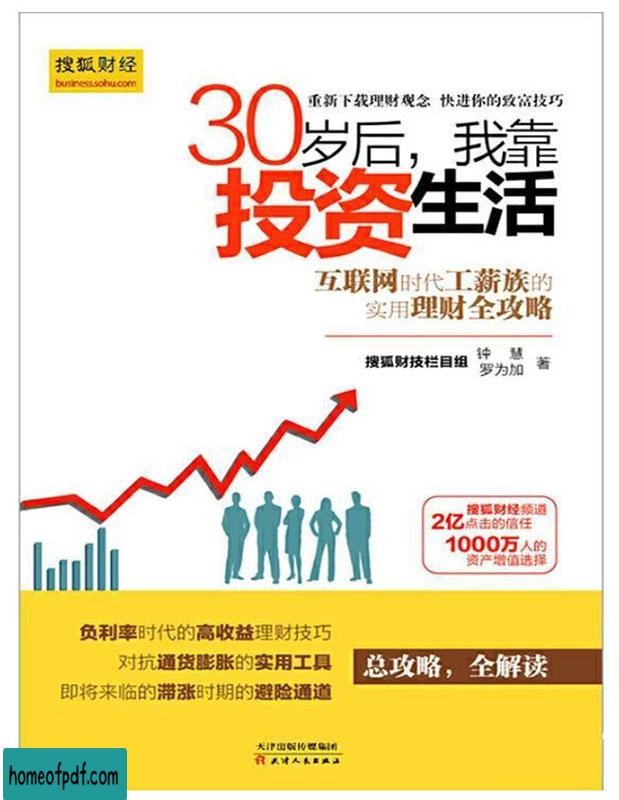 搜狐财经
business.sohu.com
重新下载理财观念 快进你的致富技巧
30岁后，我靠
投资生活
互联网时代工薪族的
实用理财全攻略
搜狐财技栏目组 钟 慧 罗为加 著
搜狐财经频道
2亿点击的信任
1000万人的
资产增值选择
负利率时代的高收益理财技巧
对抗通货膨胀的实用工具
即将来临的滞涨时期的避险通道
总攻略，全解读
天津出版传媒集团
天津人民出版社
homeofpdf.com